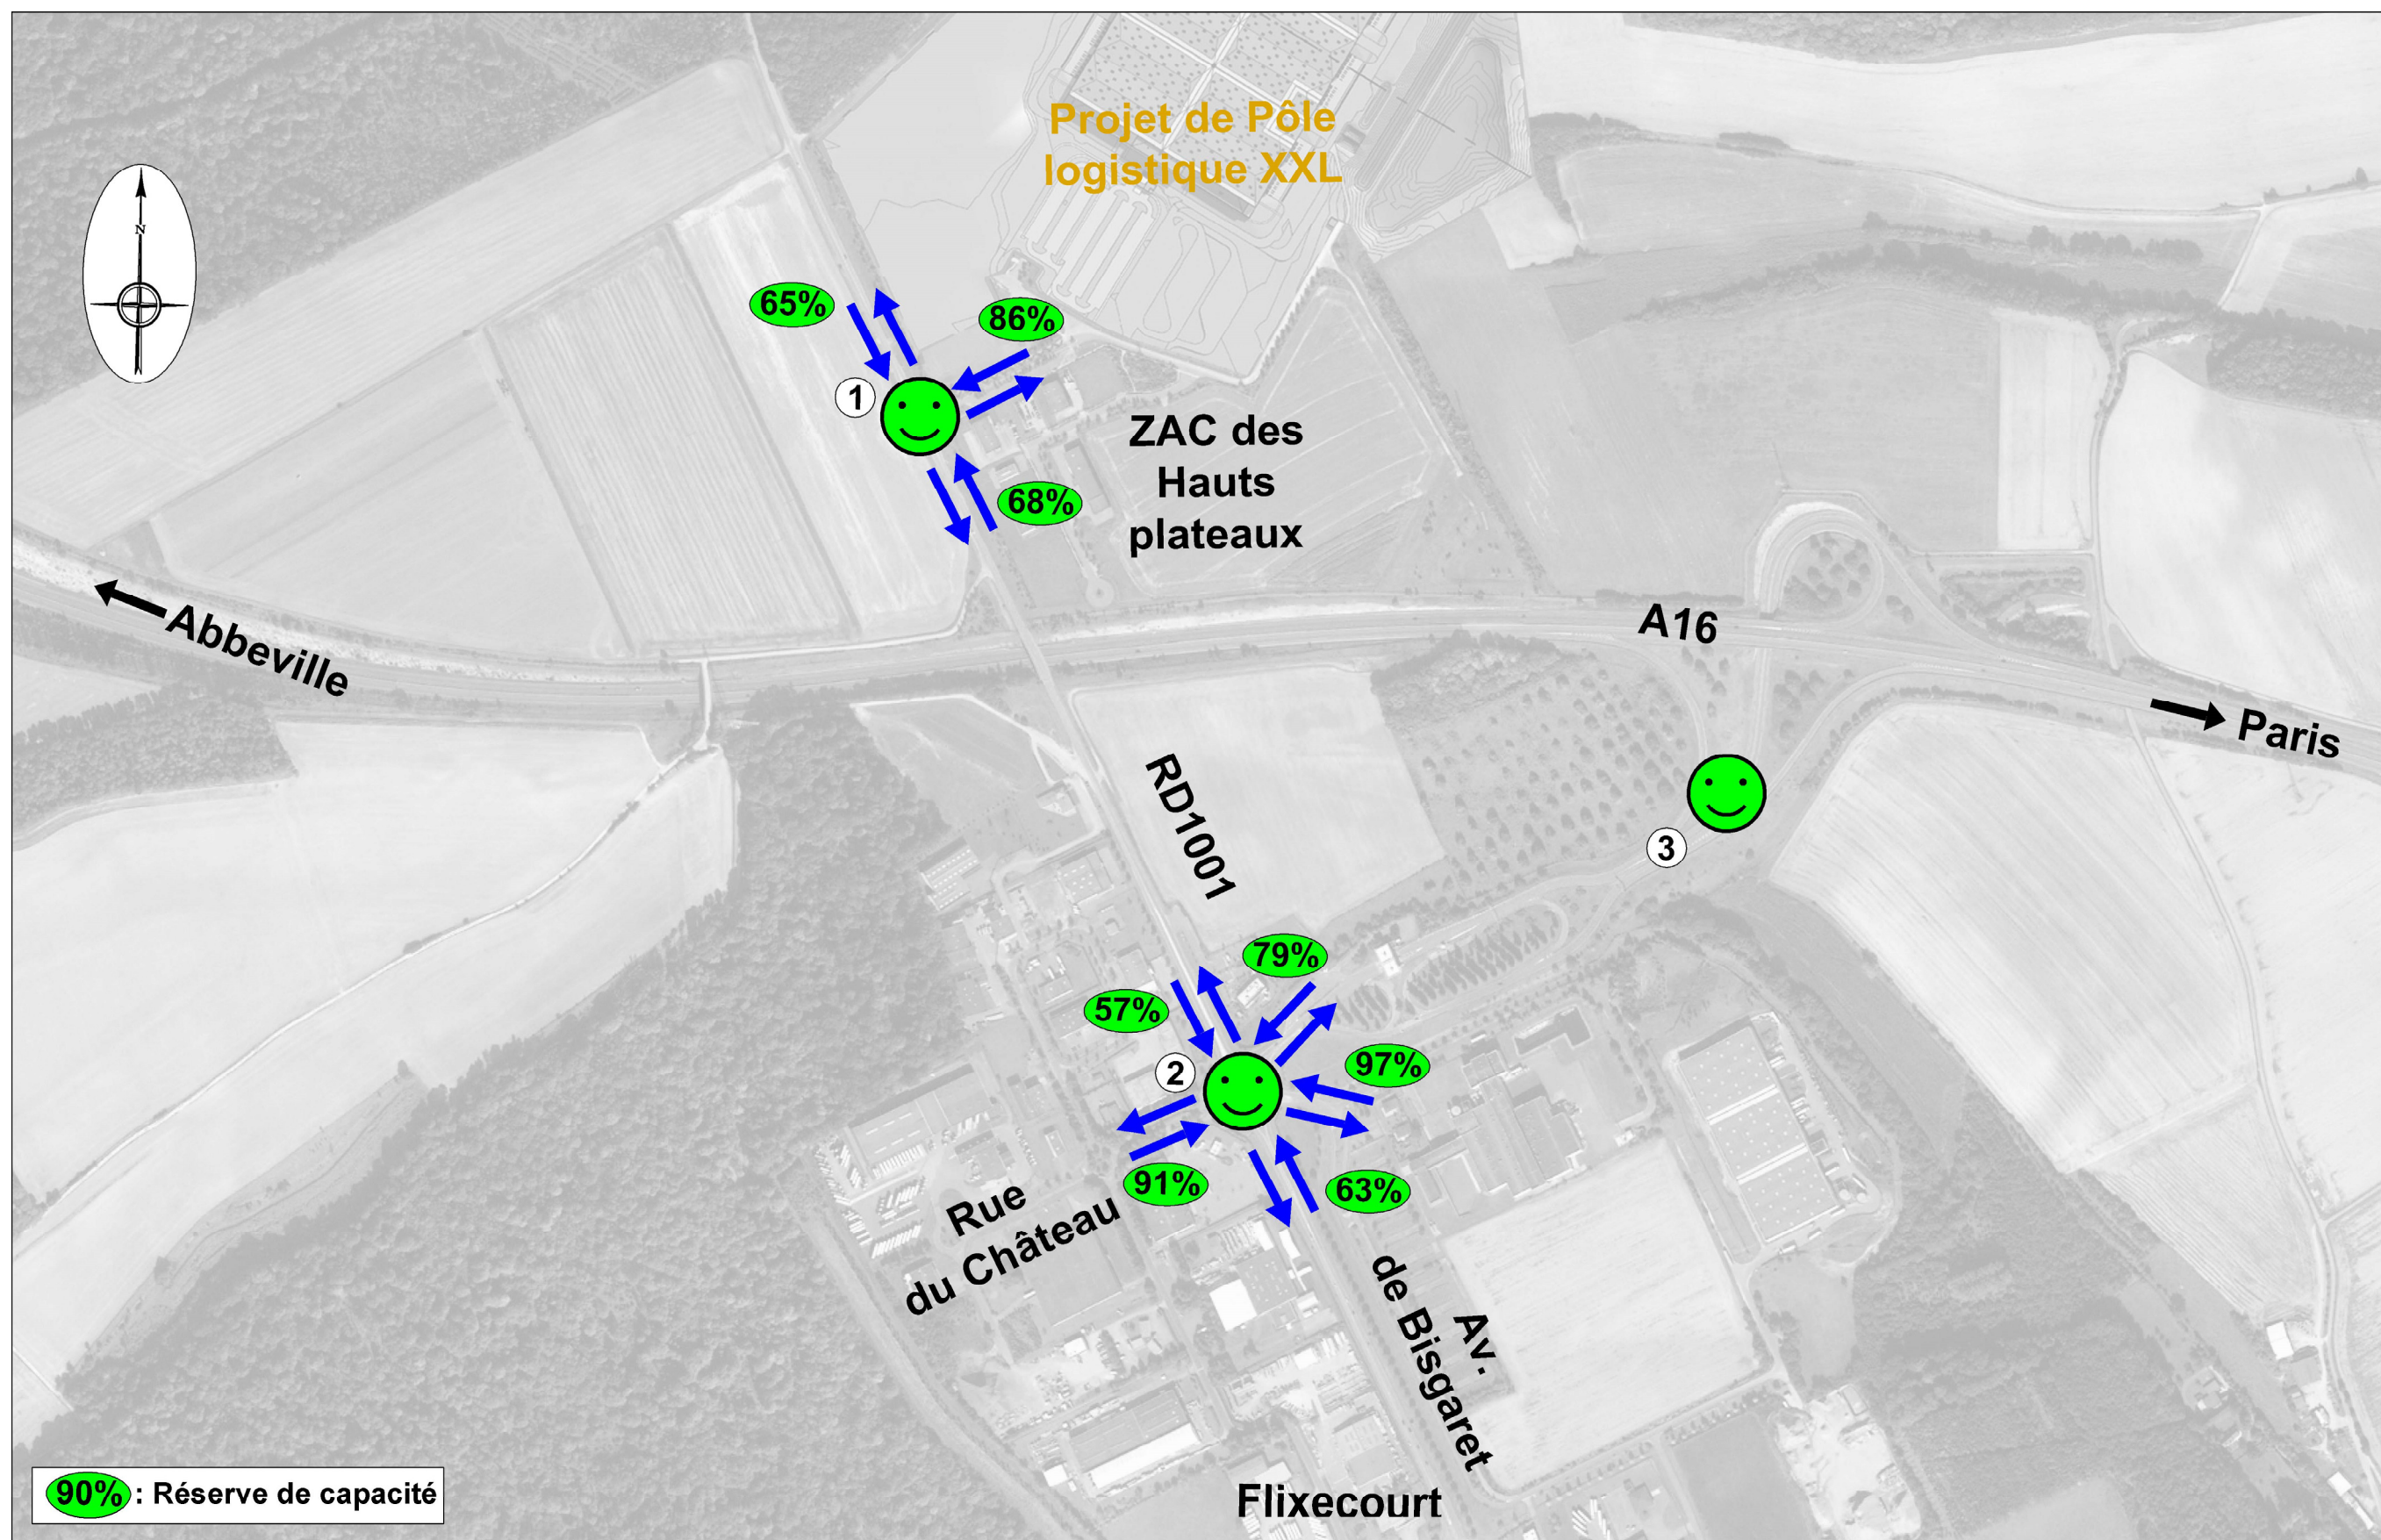 Projet de Pôle
logistique XXL
N
65%
86%
1
68%
ZAC des
Hauts
plateaux
Abbeville
A16
Paris
RD1001
3
79%
57%
2
97%
91%
63%
Rue
du Château
Av.
de Bisgaret
Flixecourt
90% : Réserve de capacité